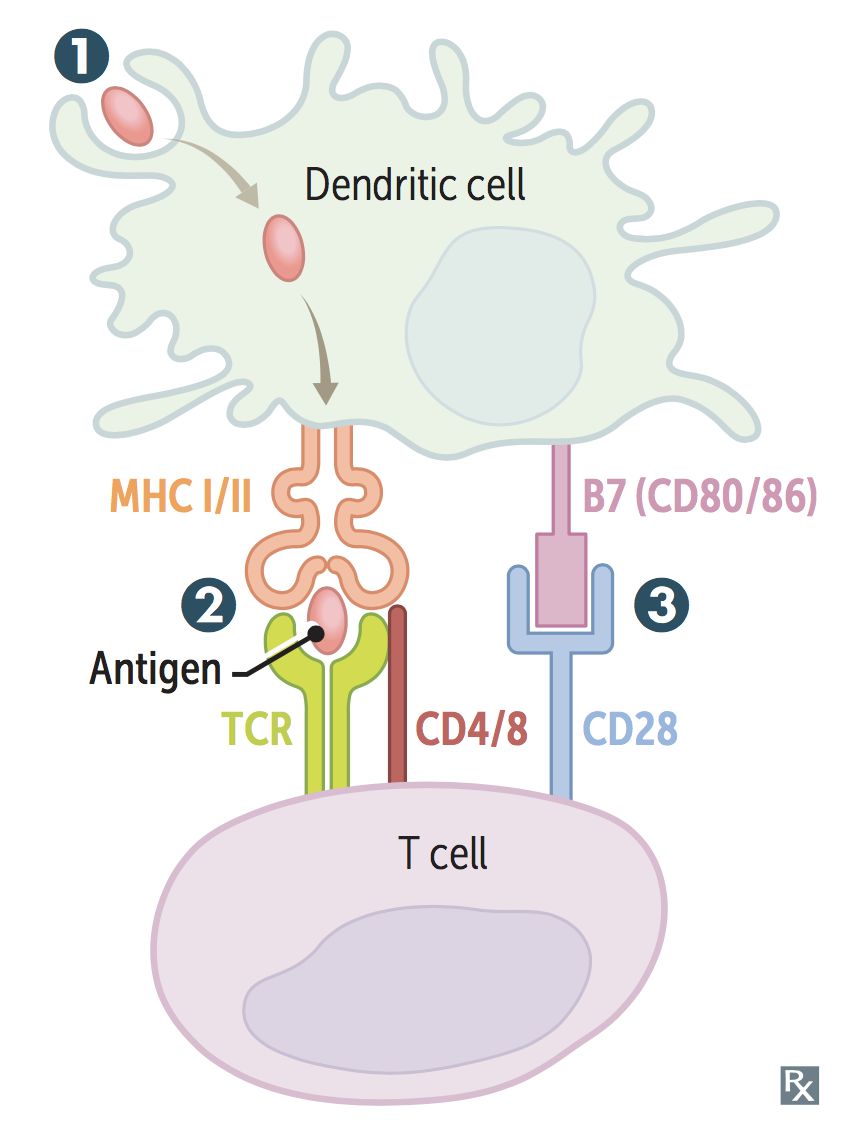 1
Dendritic cell
MHC I/II
B7 (CD80/86)
2
3
Antigen
TCR
CD4/8
CD28
T cell
Rx